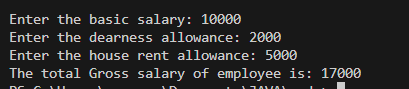 Enter the basic salary: 10000
Enter the dearness allowance: 2000
Enter the house rent allowance: 5000
The total Gross salary of employee is: 17000